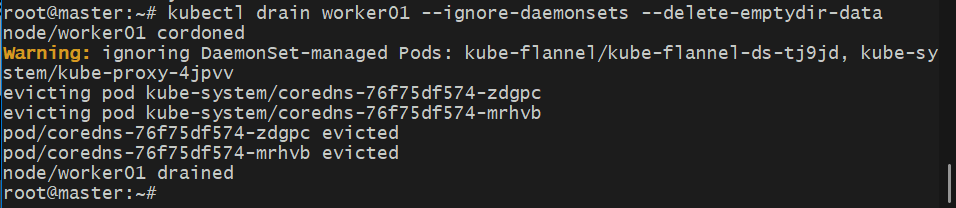 root@master:~# kubectl drain worker01 --ignore-daemonsets --delete-emptydir-data
node/worker01 cordoned
Warning: ignoring DaemonSet-managed Pods: kube-flannel/kube-flannel-ds-tj9jd, kube-sy
stem/kube-proxy-4jpvv
evicting pod kube-system/coredns-76f75df574-zdgpc
evicting pod kube-system/coredns-76f75df574-mrhvb
pod/coredns-76f75df574-zdgpc evicted
pod/coredns-76f75df574-mrhvb evicted
node/worker01 drained
root@master:~#